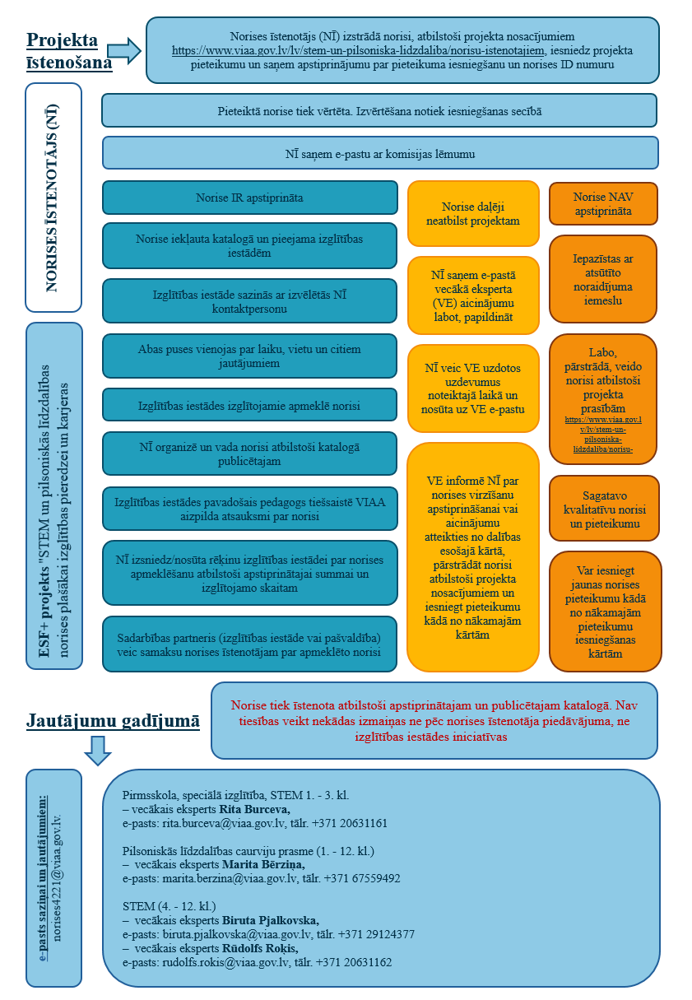 Projekta
īstenošana
Norises īstenotājs (NĪ) izstrādā norisi, atbilstoši projekta nosacījumiem
https://www.viaa.gov.lv/lv/stem-un-pilsoniska-lidzdaliba/norisu-istenotajiem, iesniedz projekta
pieteikumu un saņem apstiprinājumu par pieteikuma iesniegšanu un norises ID numuru
NORISES ĪSTENOTĀJS (NĪ)
Pieteiktā norise tiek vērtēta. Izvērtēšana notiek iesniegšanas secībā
NĪ saņem e-pastu ar komisijas lēmumu
Norise IR apstiprināta
Norise iekļauta katalogā un pieejama izglītības
iestādēm
Izglītības iestāde sazinās ar izvēlētās NĪ
kontaktpersonu
Abas puses vienojas par laiku, vietu un citiem
jautājumiem
Izglītības iestādes izglītojamie apmeklē norisi
NĪ organizē un vada norisi atbilstoši katalogā
publicētajam
Izglītības iestādes pavadošais pedagogs tiešsaistē VIAA
aizpilda atsauksmi par norisi
NĪ izsniedz/nosūta rēķinu izglītības iestādei par norises
apmeklēšanu atbilstoši apstiprinātajai summai un
izglītojamo skaitam
Sadarbības partneris (izglītības iestāde vai pašvaldība)
veic samaksu norises īstenotājam par apmeklēto norisi
Norise daļēji
neatbilst projektam
NĪ saņem e-pastā
vecākā eksperta
(VE) aicinājumu
labot, papildināt
NĪ veic VE uzdotos
uzdevumus
noteiktajā laikā un
nosūta uz VE e-pastu
VE informē NĪ par
norises virzīšanu
apstiprināšanai vai
aicinājumu
atteikties no dalības
esošajā kārtā,
pārstrādāt norisi
atbilstoši projekta
nosacījumiem un
iesniegt pieteikumu
kādā no nākamajām
kārtām
Norise NAV
apstiprināta
Iepazīstas ar
atsūtīto
noraidījuma
iemeslu
Labo,
pārstrādā, veido
norisi atbilstoši
projekta
prasībām
https://www.viaa.gov.l
v/lv/stem-un-
pilsoniska-
lidzdaliba/norisu-
Sagatavo
kvalitatīvu norisi
un pieteikumu
Var iesniegt
jaunas norises
pieteikumu kādā
no nākamajām
pieteikumu
iesniegšanas
kārtām
ESF+ projekts "STEM un pilsoniskās līdzdalības
norises plašākai izglītības pieredzei un karjeras
Jautājumu gadījumā
Norise tiek īstenota atbilstoši apstiprinātajam un publicētajam katalogā. Nav
tiesības veikt nekādas izmaiņas ne pēc norises īstenotāja piedāvājuma, ne
izglītības iestādes iniciatīvas
e-pasts saziņai un jautājumiem:
norises4221@viaa.gov.lv.
Pirmsskola, speciālā izglītība, STEM 1. - 3. kl.
– vecākais eksperts Rita Burceva,
e-pasts: rita.burceva@viaa.gov.lv, tālr. +371 20631161
Pilsoniskās līdzdalības caurviju prasme (1. - 12. kl.)
– vecākais eksperts Marita Bērziņa,
e-pasts: marita.berzina@viaa.gov.lv, tālr. +371 67559492
STEM (4. - 12. kl.)
– vecākais eksperts Biruta Pjalkovska,
e-pasts: biruta.pjalkovska@viaa.gov.lv, tālr. +371 29124377
– vecākais eksperts Rūdolfs Roķis,
e-pasts: rudolfs.rokis@viaa.gov.lv, tālr. +371 20631162